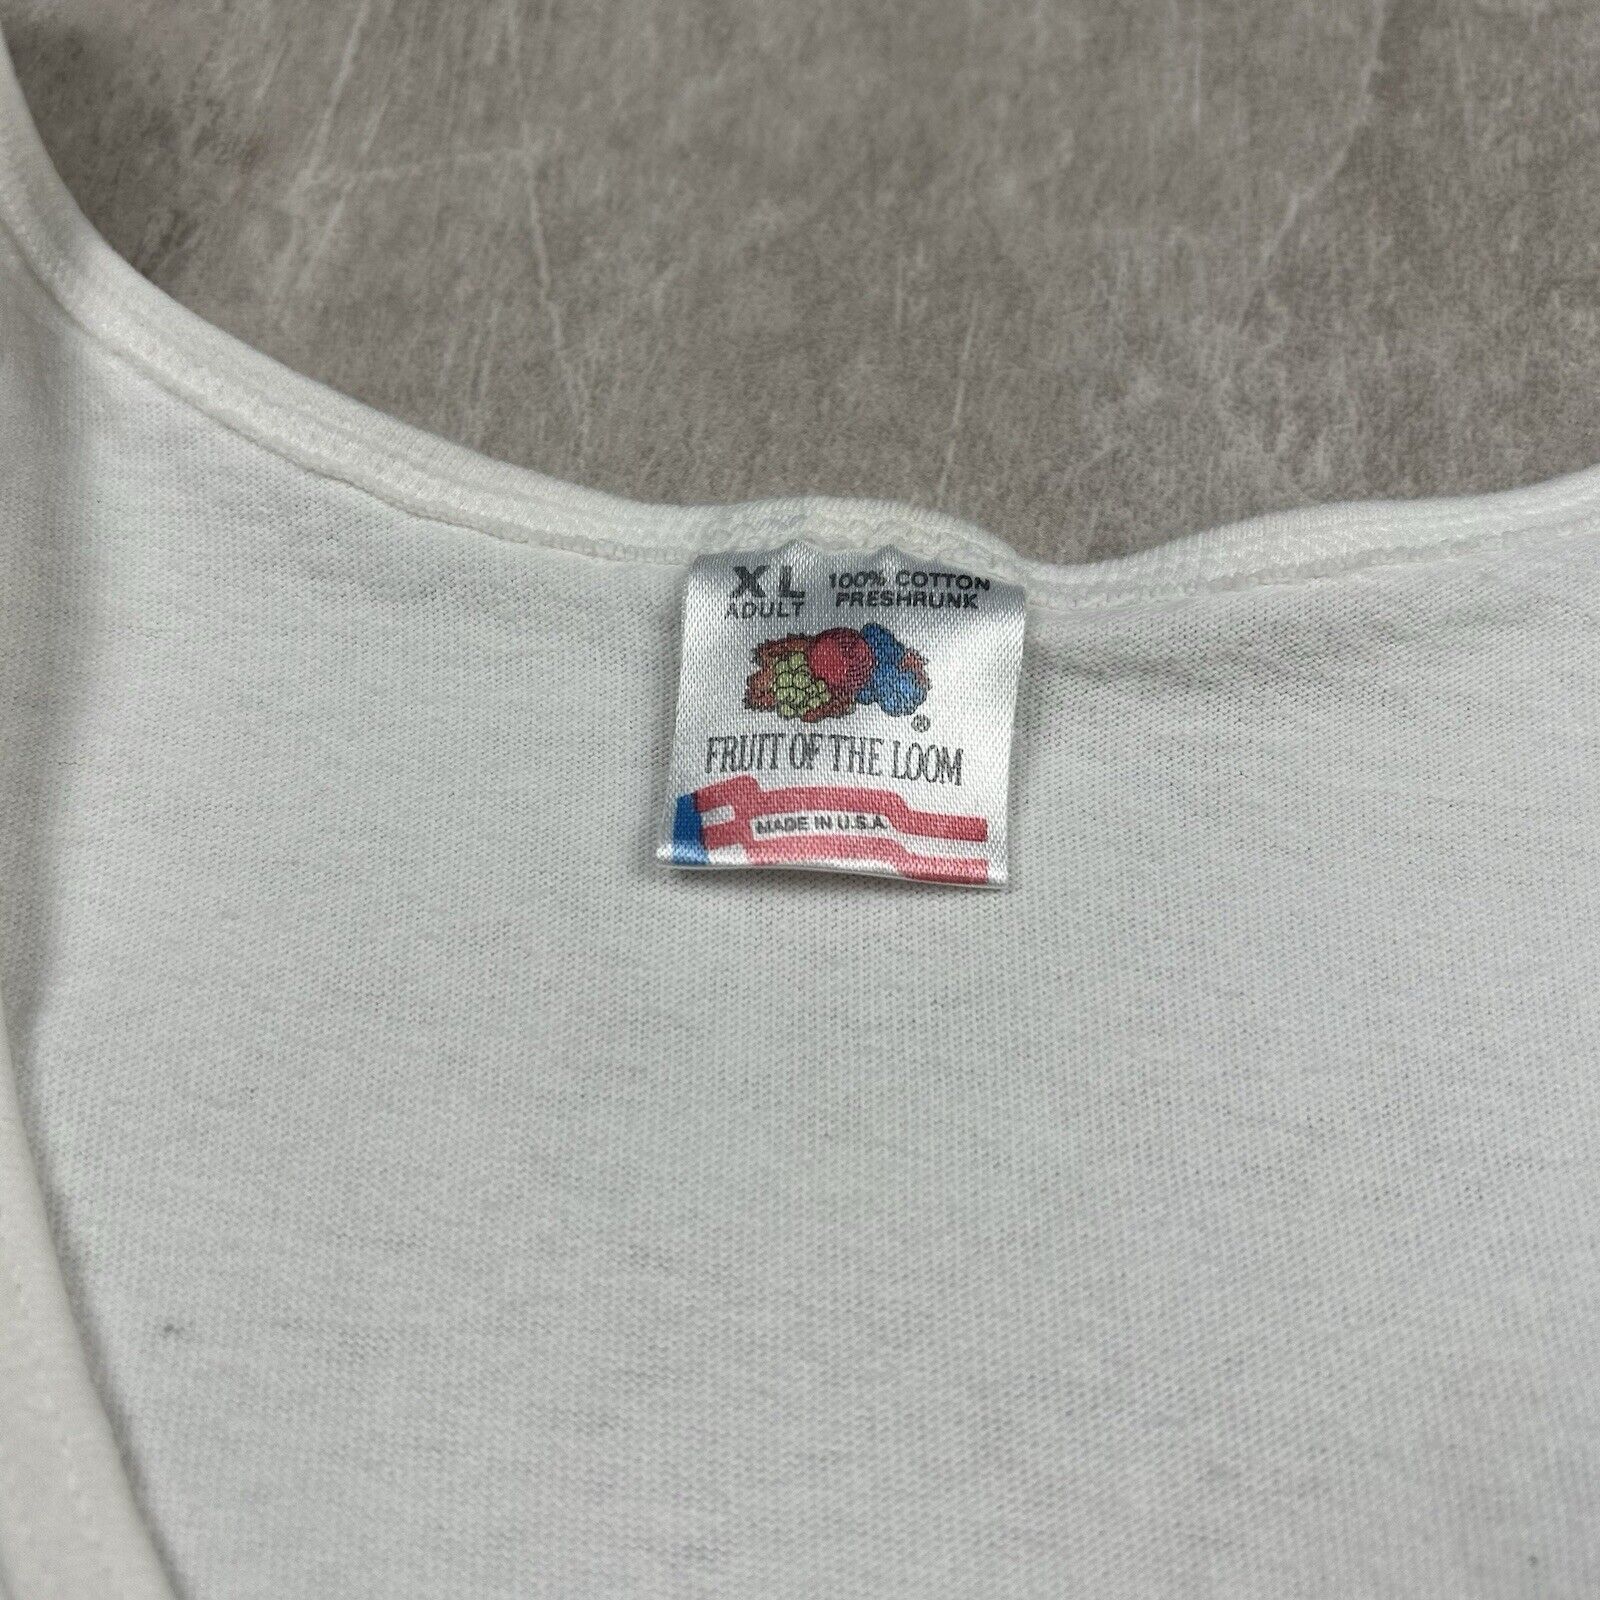 XL 100% COTTON
ADULT PRESHRUNK
®
FRUIT OF THE LOOM
MADE IN U.S.A.